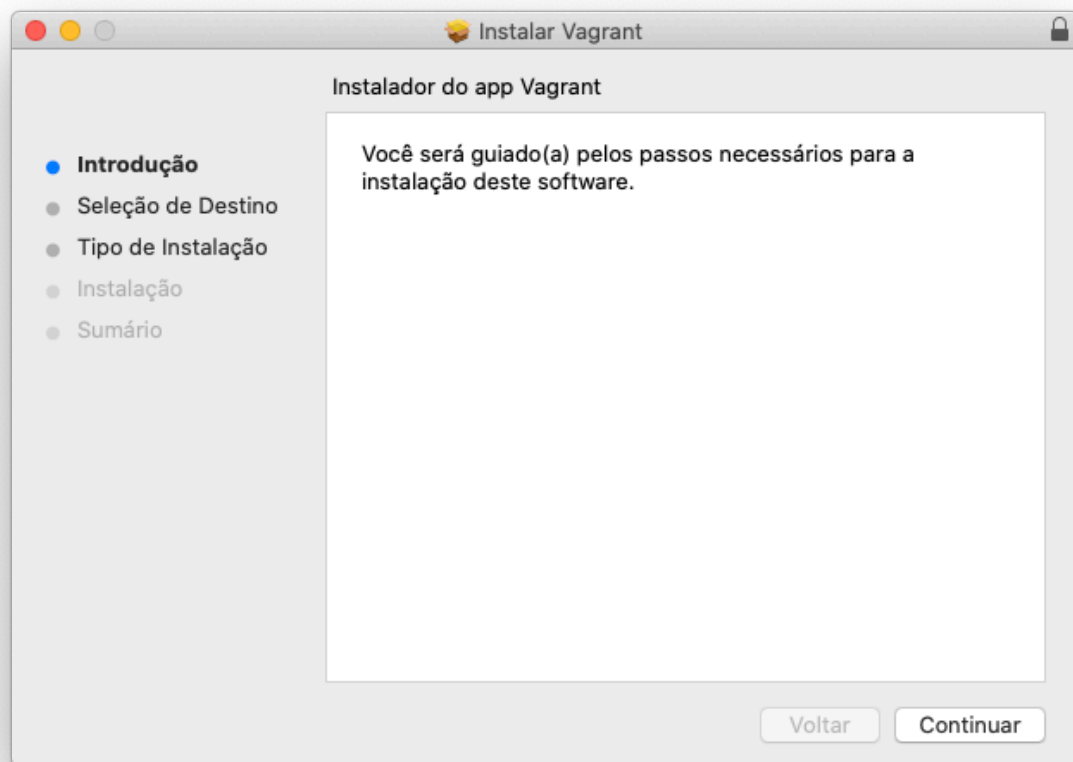 Instalar Vagrant
Instalador do app Vagrant
Introdução
Seleção de Destino
Tipo de Instalação
Instalação
Sumário
Você será guiado(a) pelos passos necessários para a
instalação deste software.
Voltar
Continuar